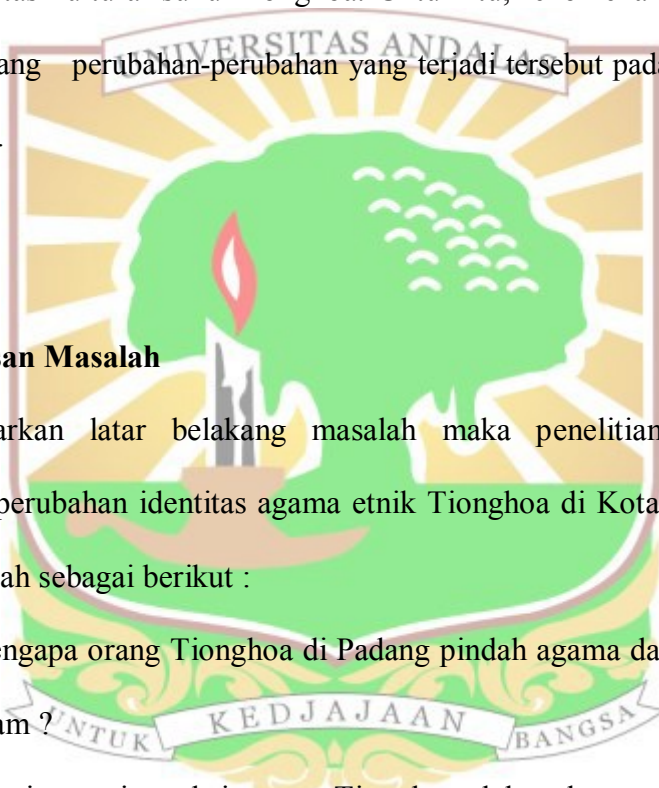 UNIVERSITAS ANDALAS
ang perubahan-perubahan yang terjadi tersebut pada
san Masalah
arkan latar belakang masalah maka penelitian
perubahan identitas agama etnik Tionghoa di Kota
ah sebagai berikut :
engapa orang Tionghoa di Padang pindah agama da
am ?
UNTUK KEDJAJAAN BANGSA